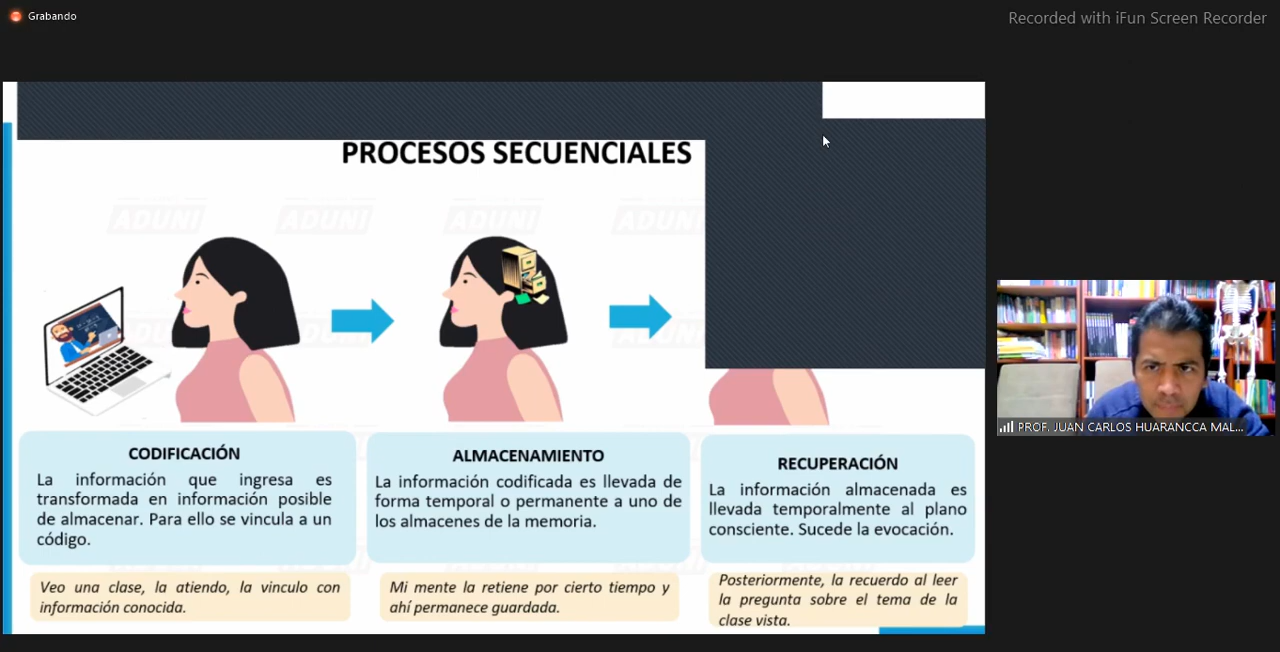 Grabando
Recorded with iFun Screen Recorder
PROCESOS SECUENCIALES
ADUNI ADUNI ADUNI ADUNI
CODIFICACIÓN
La información que ingresa es
transformada en información posible
de almacenar. Para ello se vincula a un
código.
ALMACENAMIENTO
La información codificada es llevada de
forma temporal o permanente a uno de
los almacenes de la memoria.
RECUPERACIÓN
La información almacenada es
llevada temporalmente al plano
consciente. Sucede la evocación.
Veo una clase, la atiendo, la vinculo con
información conocida.
Mi mente la retiene por cierto tiempo y
ahí permanece guardada.
Posteriormente, la recuerdo al leer
la pregunta sobre el tema de la
clase vista.
PROF. JUAN CARLOS HUARANCCA MAL...